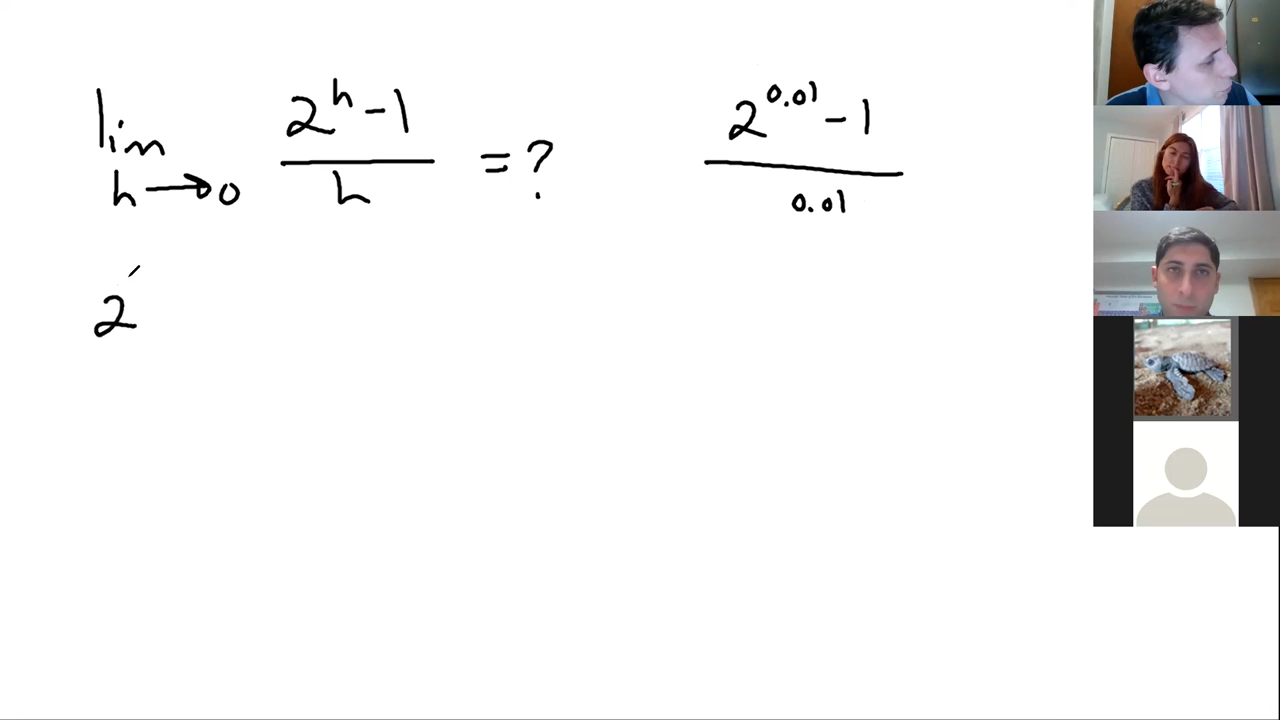 lim h→0 (2^h - 1)/h = ?
(2^0.01 - 1)/0.01
2